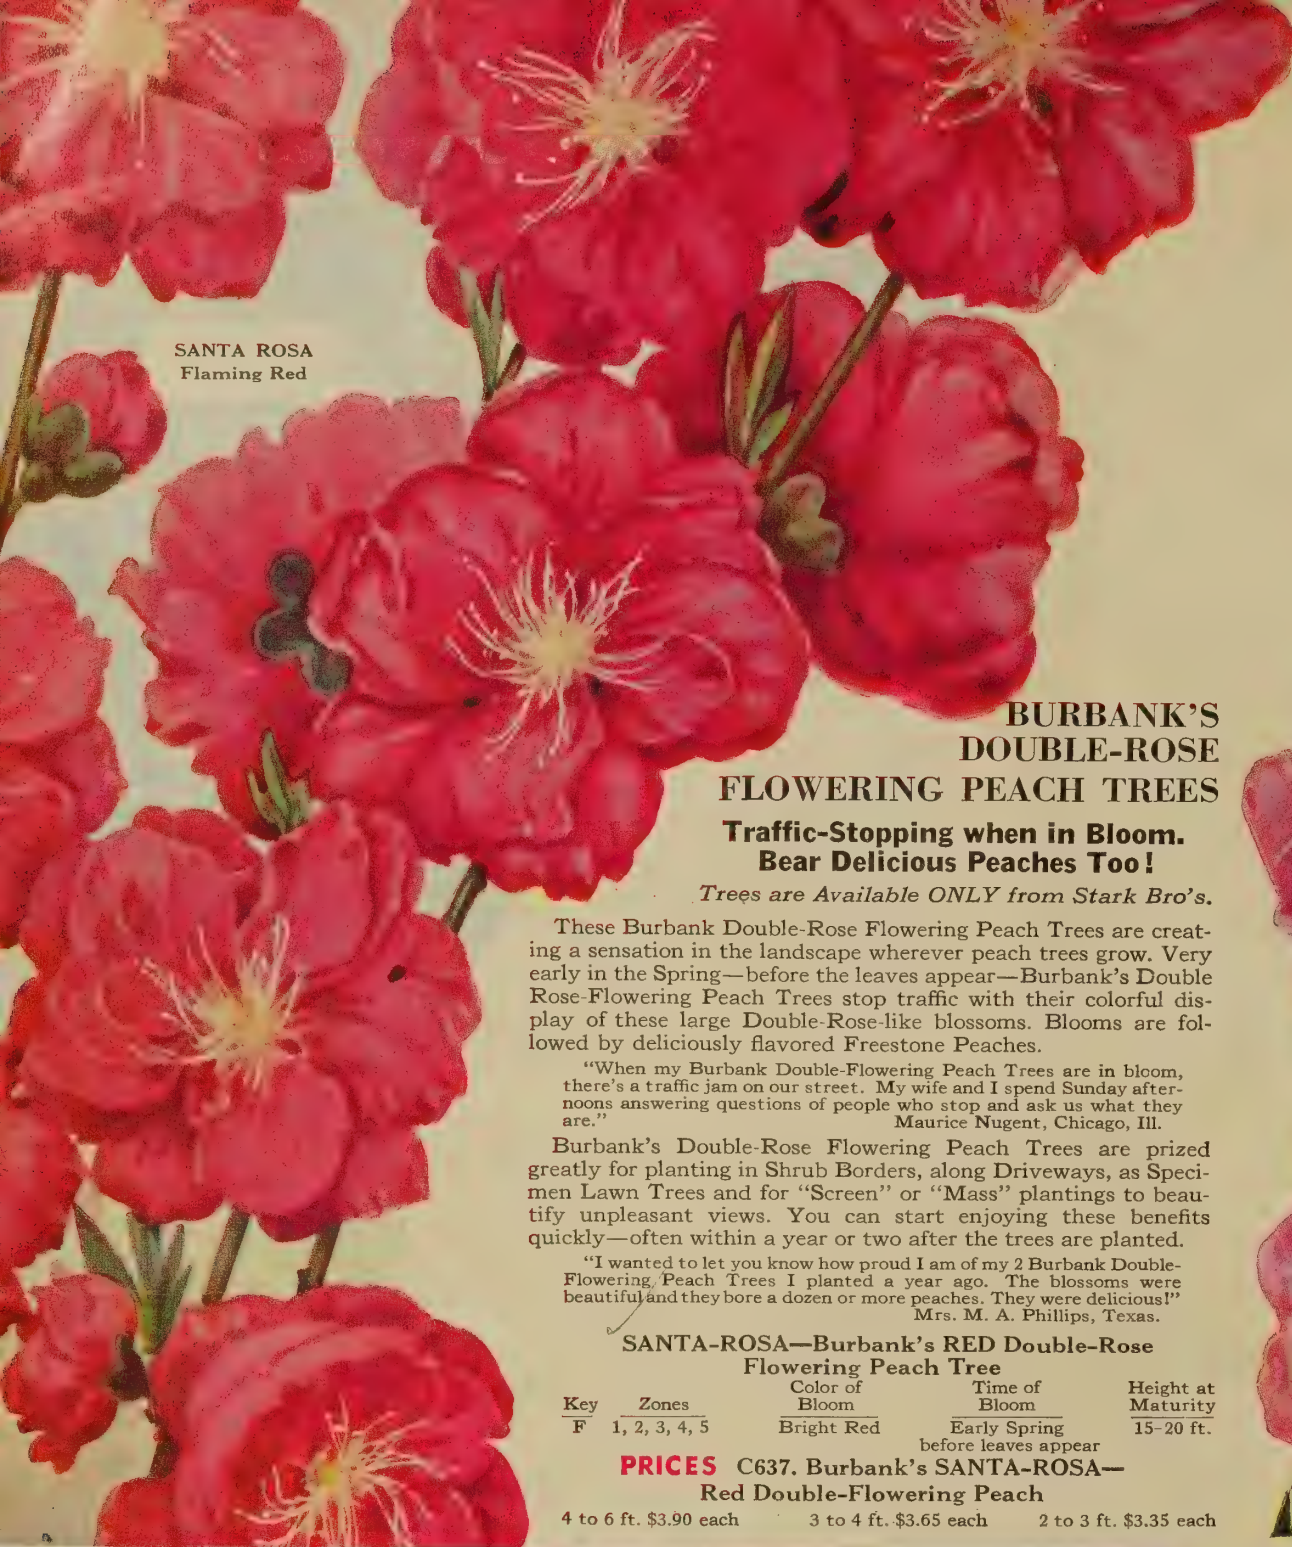 SANTA ROSA
Flaming Red
BURBANK'S
DOUBLE-ROSE
FLOWERING PEACH TREES
Traffic-Stopping when in Bloom.
Bear Delicious Peaches Too!
Trees are Available ONLY from Stark Bro's.
These Burbank Double-Rose Flowering Peach Trees are creat-
ing a sensation in the landscape wherever peach trees grow. Very
early in the Spring—before the leaves appear—Burbank's Double
Rose-Flowering Peach Trees stop traffic with their colorful dis-
play of these large Double-Rose-like blossoms. Blooms are fol-
lowed by deliciously flavored Freestone Peaches.
"When my Burbank Double-Flowering Peach Trees are in bloom,
there's a traffic jam on our street. My wife and I spend Sunday after-
noons answering questions of people who stop and ask us what they
are." Maurice Nugent, Chicago, Ill.
Burbank's Double-Rose Flowering Peach Trees are prized
greatly for planting in Shrub Borders, along Driveways, as Speci-
men Lawn Trees and for "Screen" or "Mass" plantings to beau-
tify unpleasant views. You can start enjoying these benefits
quickly—often within a year or two after the trees are planted.
"I wanted to let you know how proud I am of my 2 Burbank Double-
Flowering Peach Trees I planted a year ago. The blossoms were
beautiful and they bore a dozen or more peaches. They were delicious!"
Mrs. M. A. Phillips, Texas.
SANTA-ROSA—Burbank's RED Double-Rose
Flowering Peach Tree
Color of Time of Height at
Key Zones Bloom Bloom Maturity
F 1, 2, 3, 4, 5 Bright Red Early Spring 15-20 ft.
before leaves appear
PRICES C637. Burbank's SANTA-ROSA—
Red Double-Flowering Peach
4 to 6 ft. $3.90 each 3 to 4 ft. $3.65 each 2 to 3 ft. $3.35 each